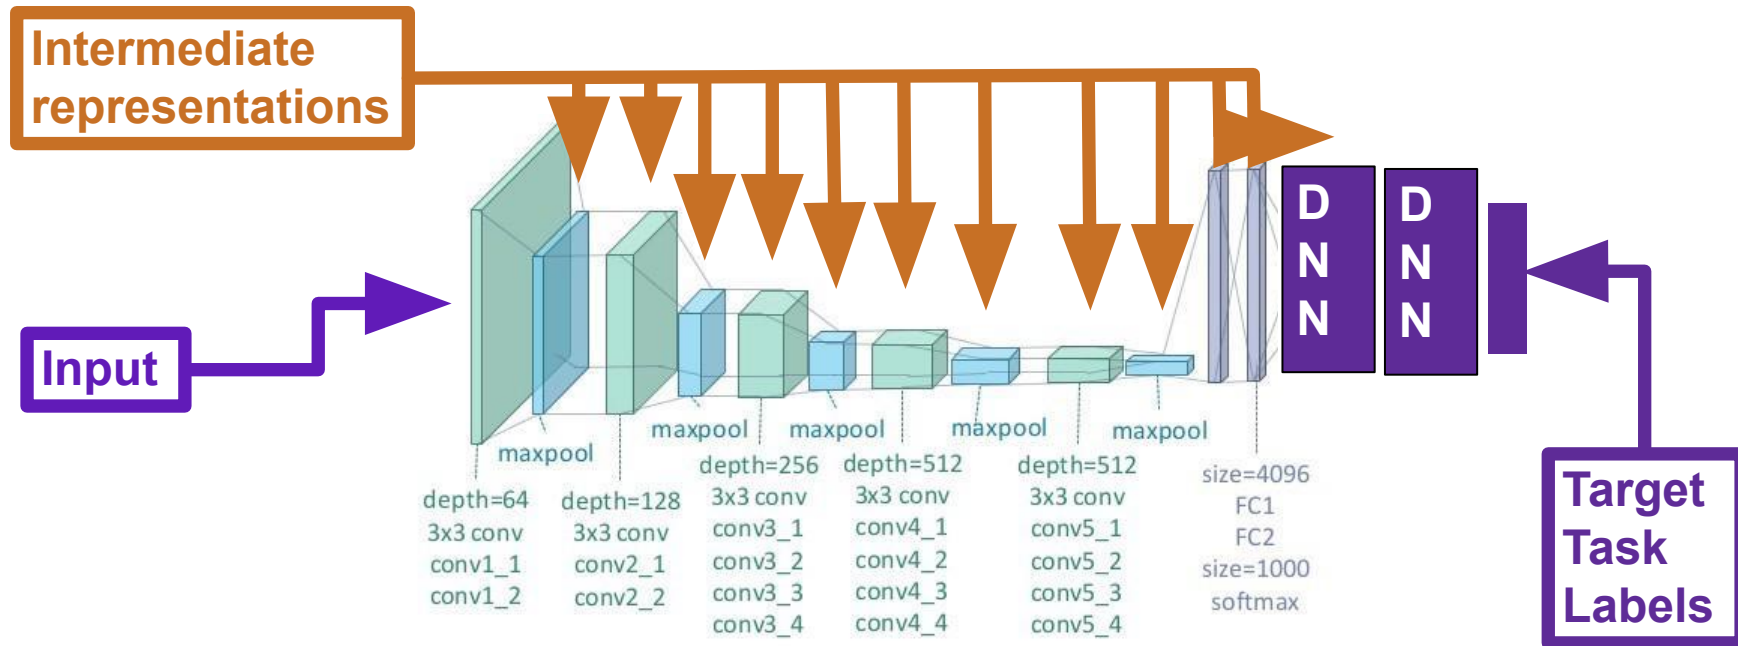 Intermediate
representations
Input
D
N
N
D
N
N
maxpool
maxpool
maxpool
maxpool
maxpool
depth=64
3x3 conv
conv1_1
conv1_2
depth=128
3x3 conv
conv2_1
conv2_2
depth=256
3x3 conv
conv3_1
conv3_2
conv3_3
conv3_4
depth=512
3x3 conv
conv4_1
conv4_2
conv4_3
conv4_4
depth=512
3x3 conv
conv5_1
conv5_2
conv5_3
conv5_4
size=4096
FC1
FC2
size=1000
softmax
Target
Task
Labels